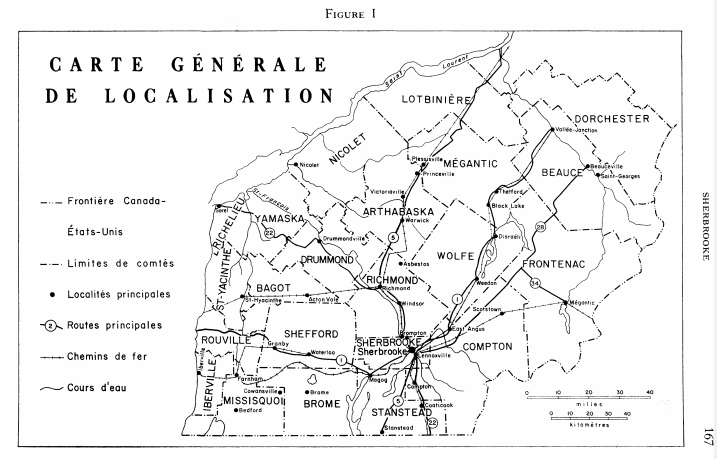 FIGURE I
CARTE GÉNÉRALE
DE LOCALISATION
Frontière Canada-
États-Unis
Limites de comtés
Localités principales
2 Routes principales
Chemins de fer
Cours d'eau
Saint Laurent
LOTBINIÈRE
DORCHESTER
Vallée-Jonction
NICOLET
Nicolet
Plessisville
MÉGANTIC
Princeville
BEAUCE
Beauceville
Saint-Georges
St-François
Victoriaville
Thetford
Black Lake
Sorel
RICHELIEU
YAMASKA
22
ARTHABASKA
Warwick
5
28
Drummondville
DRUMMOND
Disraéli
WOLFE
FRONTENAC
Asbestos
ST-YACINTHE
BAGOT
RICHMOND
Richmond
Weedon
34
St-Hyacinthe
Acton Vale
Windsor
1
Scotstown
Mégantic
ROUVILLE
SHEFFORD
Brompton
East Angus
SHERBROOKE
Sherbrooke
COMPTON
Granby
Waterloo
1
Lennoxville
Iberville
Farnham
Magog
Compton
IBERVILLE
Cowansville
MISSISQUOI
Bedford
Brome
BROME
5
STANSTEAD
Coaticook
22
Stanstead
0 10 20 30 40
milles
0 10 20 30 40
kilomètres
SHERBROOKE
167